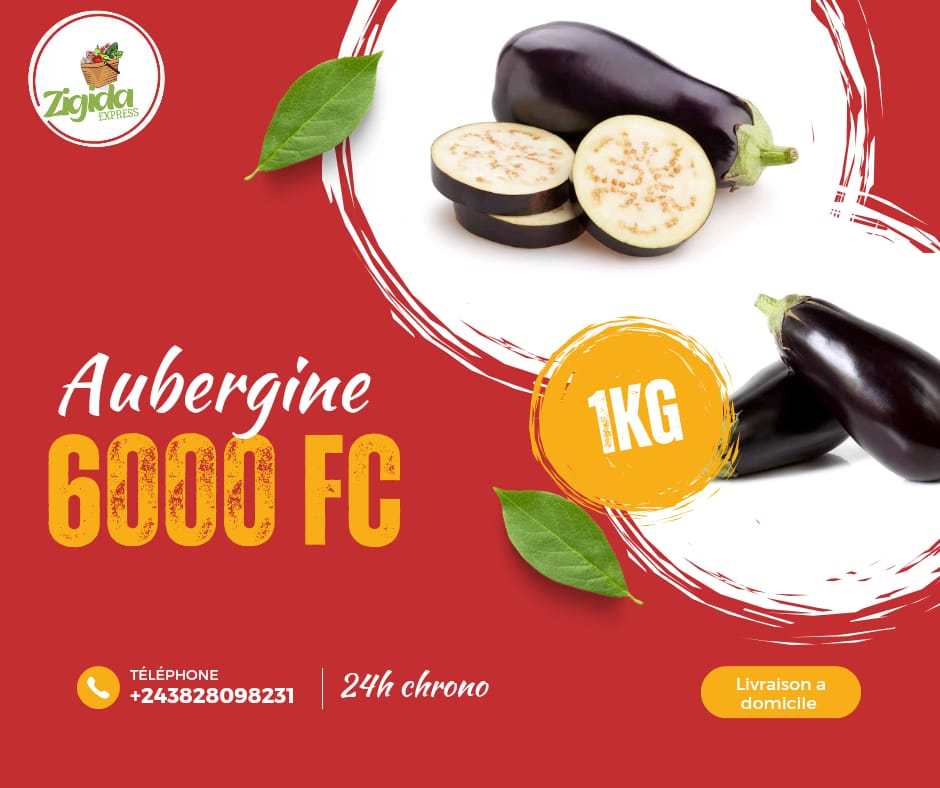 Zigida
EXPRESS
1KG
Aubergine
6000 FC
TÉLÉPHONE
+243828098231
24h chrono
Livraison a
domicile